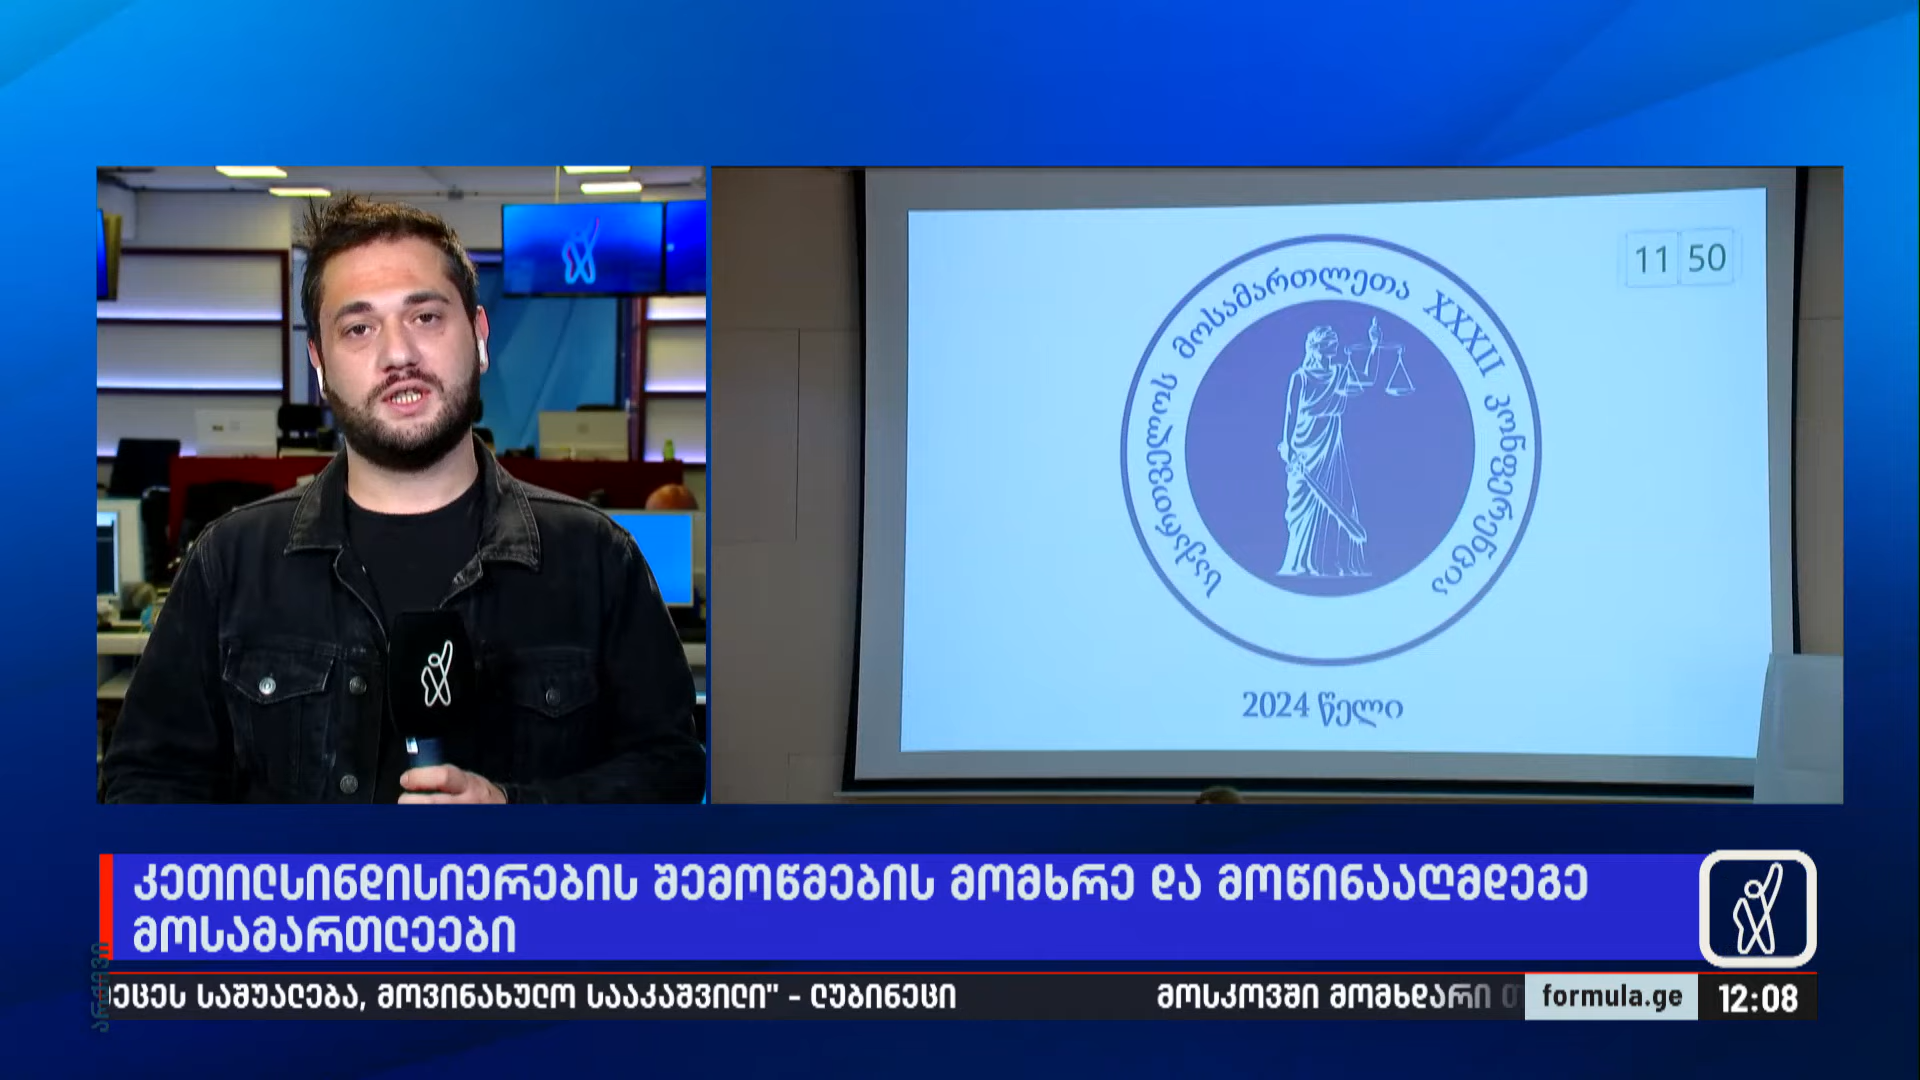 11 50
საქართველოს მოსამართლეთა XXXII კონფერენცია
2024 წელი
კეთილსინდისიერების შემოწმების მომხრე და მოწინააღმდეგე
მოსამართლეები
არქივი
საშუალება, მოვინახულო სააკაშვილი" - ლუბინეცი
მოსკოვში მომხდარი
formula.ge
12:08